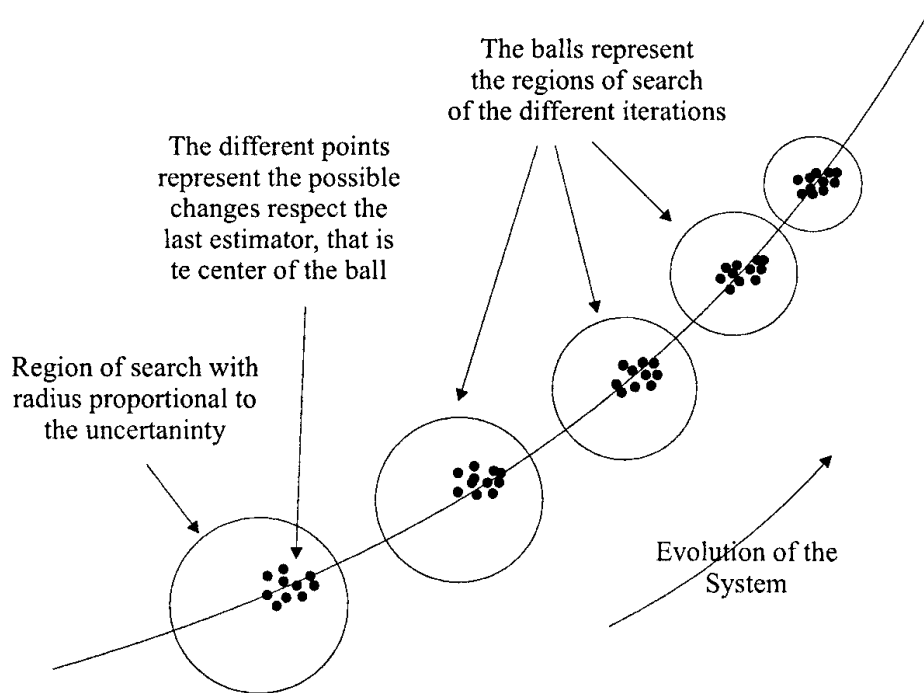 The balls represent
the regions of search
of the different iterations
The different points
represent the possible
changes respect the
last estimator, that is
te center of the ball
Region of search with
radius proportional to
the uncertaninty
Evolution of the
System